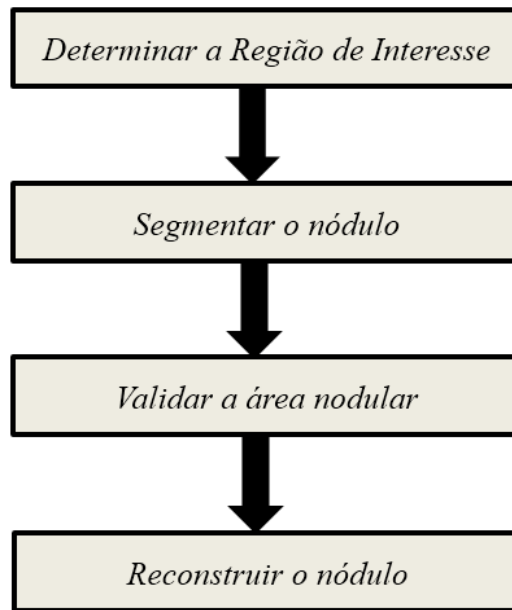 Determinar a Região de Interesse
Segmentar o nódulo
Validar a área nodular
Reconstruir o nódulo